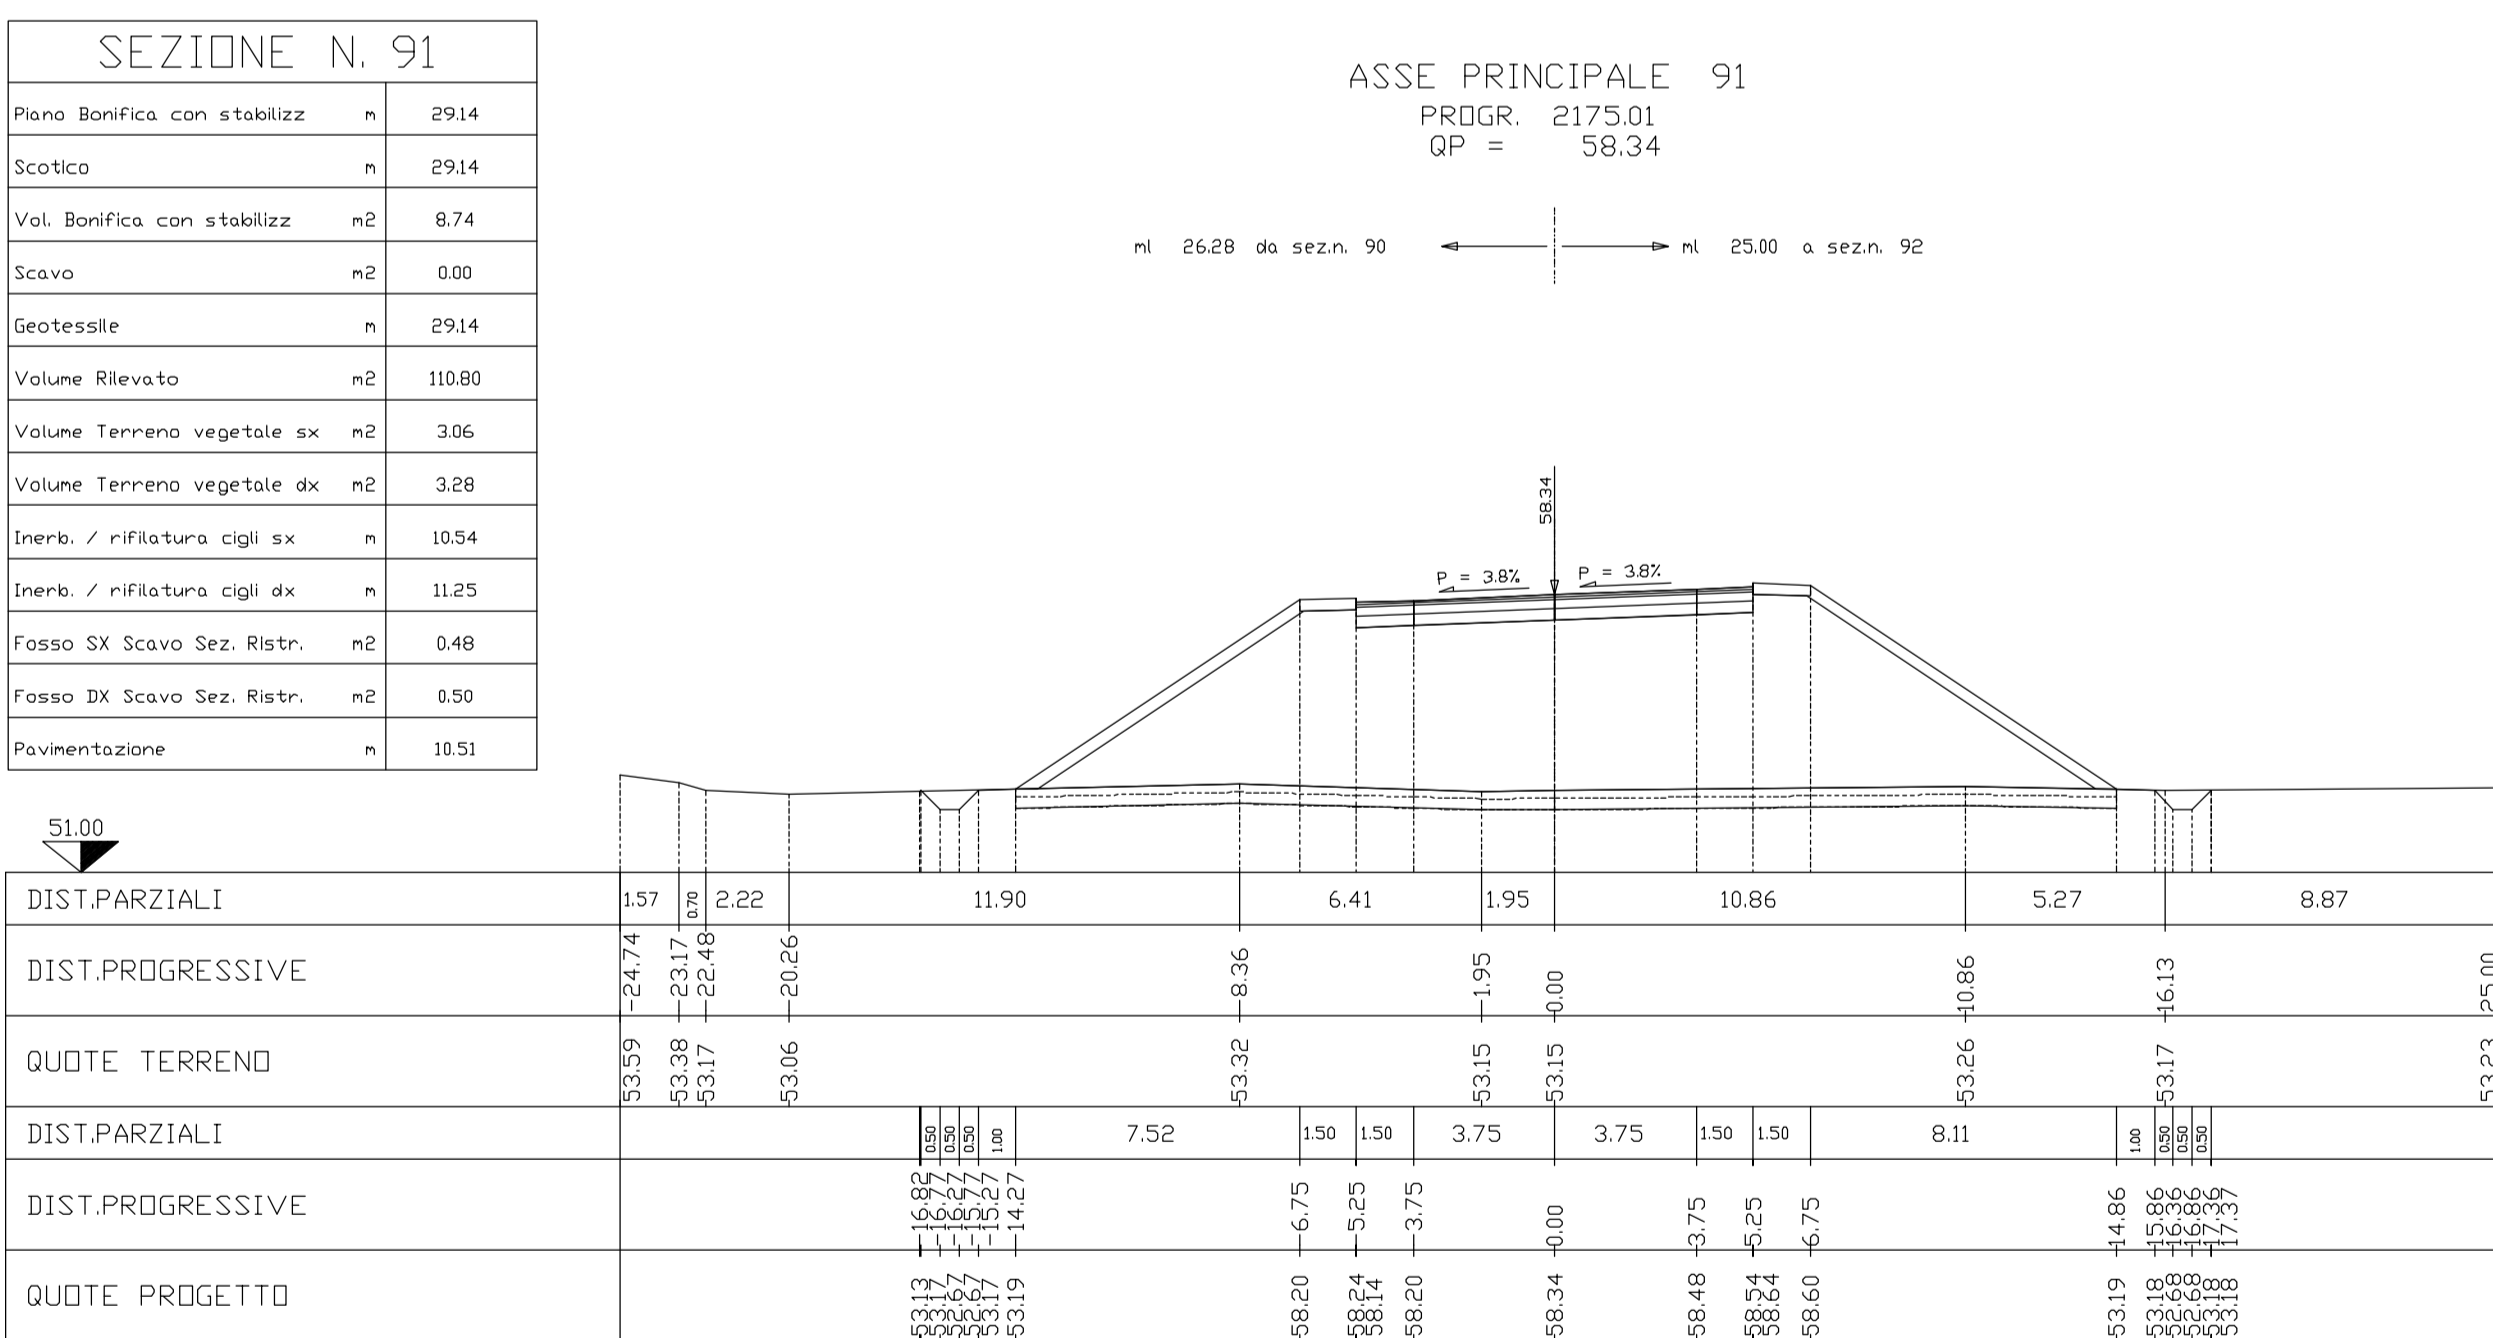 SEZIONE N. 91
Piano Bonifica con stabilizz m 29.14
Scotico m 29.14
Vol. Bonifica con stabilizz m2 8.74
Scavo m2 0.00
Geotessile m 29.14
Volume Rilevato m2 110.80
Volume Terreno vegetale sx m2 3.06
Volume Terreno vegetale dx m2 3.28
Inerb. / rifilatura cigli sx m 10.54
Inerb. / rifilatura cigli dx m 11.25
Fosso SX Scavo Sez. Ristr. m2 0.48
Fosso DX Scavo Sez. Ristr. m2 0.50
Pavimentazione m 10.51
ASSE PRINCIPALE 91
PROGR. 2175.01
QP = 58.34
ml 26.28 da sez.n. 90 ml 25.00 a sez.n. 92
58.34
P = 3.8% P = 3.8%
51.00
DIST.PARZIALI 1.57 0.70 2.22 11.90 6.41 1.95 10.86 5.27 8.87
DIST.PROGRESSIVE -24.74 -23.17 -22.48 -20.26 -8.36 -1.95 0.00 10.86 16.13 25.00
QUOTE TERRENO 53.59 53.38 53.17 53.06 53.32 53.15 53.15 53.26 53.17 53.23
DIST.PARZIALI 0.50 0.50 0.50 1.00 7.52 1.50 1.50 3.75 3.75 1.50 1.50 8.11 1.00 0.50 0.50 0.50
DIST.PROGRESSIVE -16.82 -16.77 -16.27 -15.77 -15.27 -14.27 -6.75 -5.25 -3.75 0.00 3.75 5.25 6.75 14.86 15.86 16.36 16.86 17.36 17.37
QUOTE PROGETTO 53.13 53.17 52.67 52.67 53.17 53.19 58.20 58.24 58.14 58.20 58.34 58.48 58.54 58.64 58.60 53.19 53.18 52.68 52.68 53.18 53.18